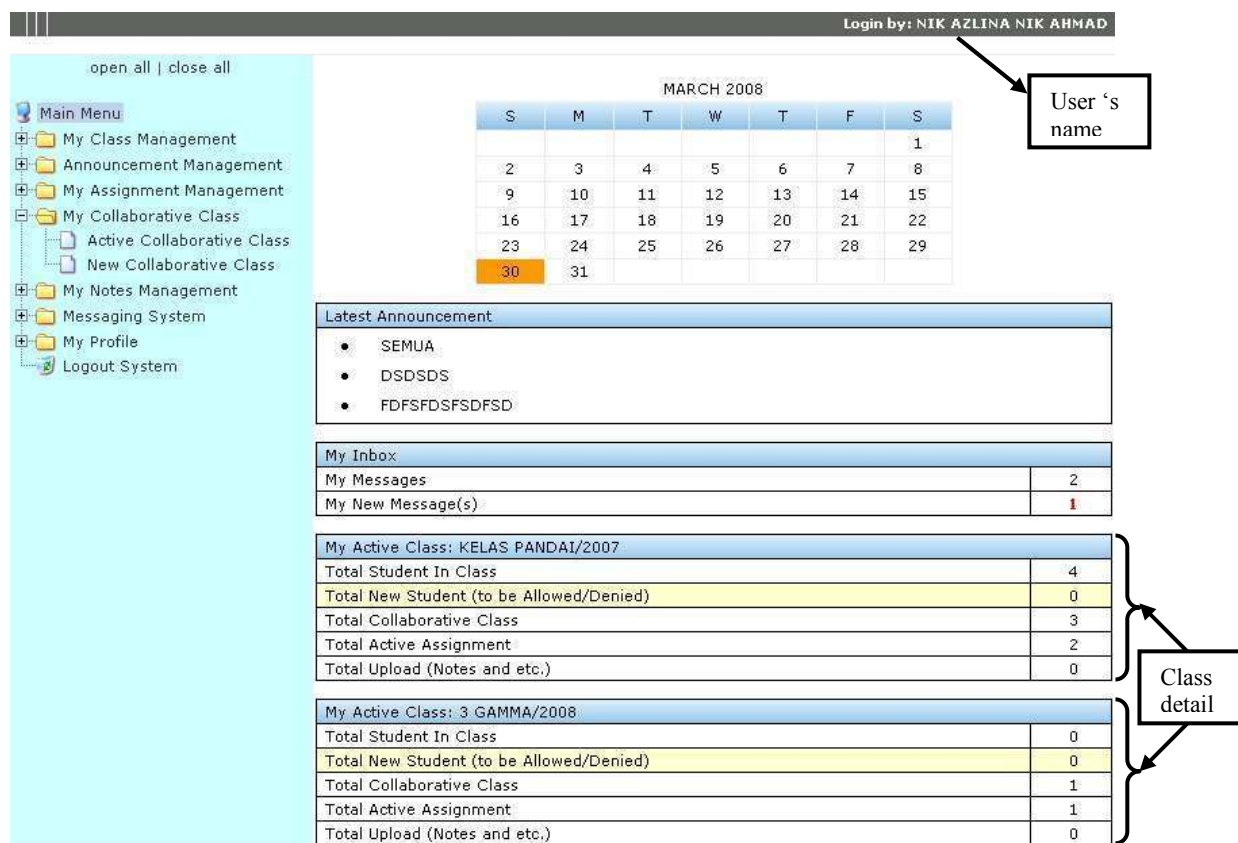 Login by: NIK AZLINA NIK AHMAD
User ‘s
name
open all | close all
Main Menu
My Class Management
Announcement Management
My Assignment Management
My Collaborative Class
Active Collaborative Class
New Collaborative Class
My Notes Management
Messaging System
My Profile
Logout System
MARCH 2008
S M T W T F S
1
2 3 4 5 6 7 8
9 10 11 12 13 14 15
16 17 18 19 20 21 22
23 24 25 26 27 28 29
30 31
Latest Announcement
SEMUA
DSDSDS
FDFSFDSFSDFSD
My Inbox
My Messages 2
My New Message(s) 1
My Active Class: KELAS PANDAI/2007
Total Student In Class 4
Total New Student (to be Allowed/Denied) 0
Total Collaborative Class 3
Total Active Assignment 2
Total Upload (Notes and etc.) 0
Class
detail
My Active Class: 3 GAMMA/2008
Total Student In Class 0
Total New Student (to be Allowed/Denied) 0
Total Collaborative Class 1
Total Active Assignment 1
Total Upload (Notes and etc.) 0